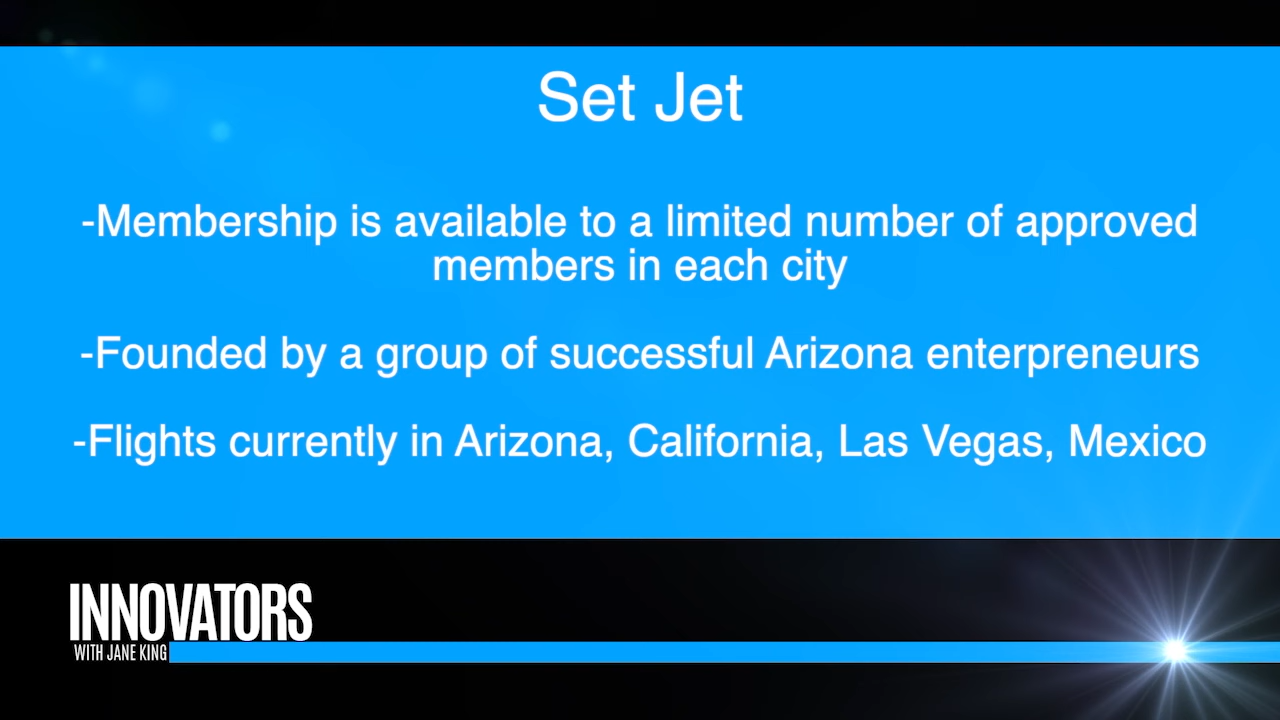 Set Jet
-Membership is available to a limited number of approved
members in each city
-Founded by a group of successful Arizona enterpreneurs
-Flights currently in Arizona, California, Las Vegas, Mexico
INNOVATORS
WITH JANE KING